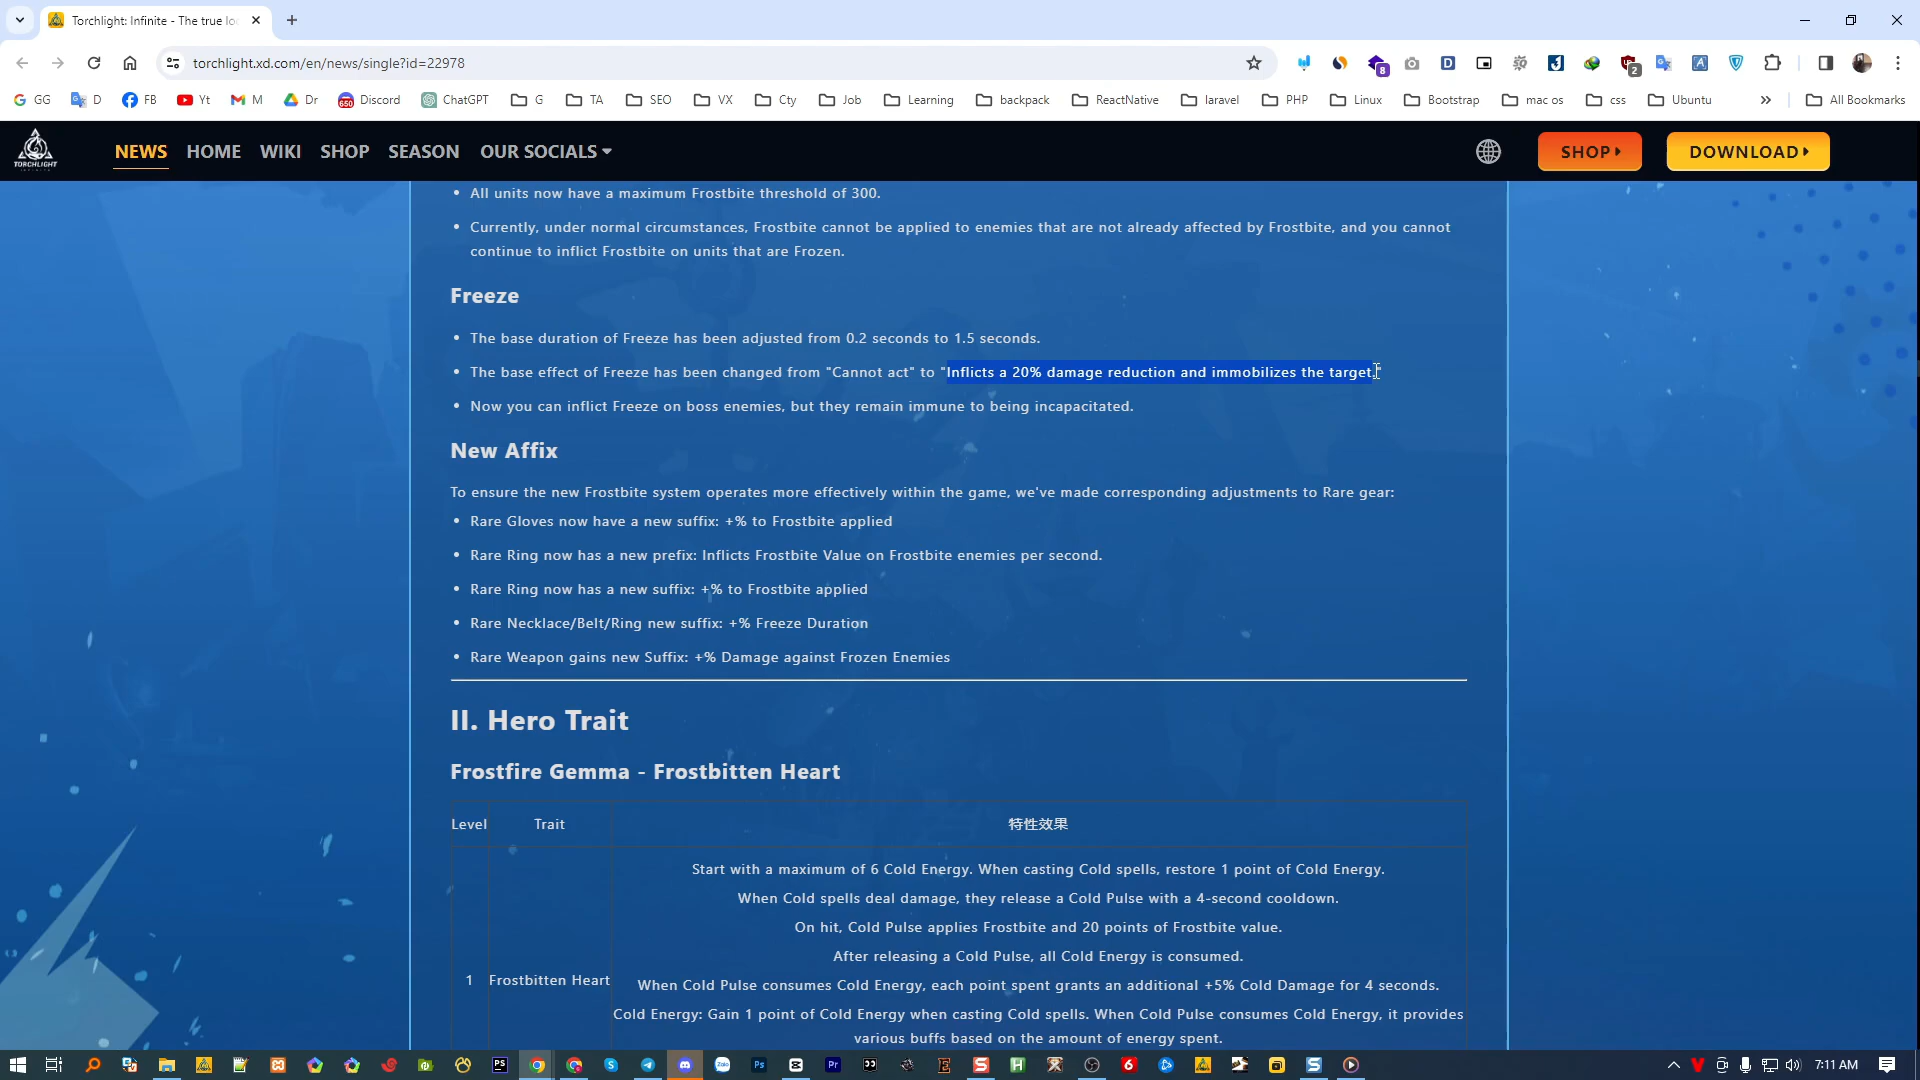 Torchlight: Infinite - The true lo
torchlight.xd.com/en/news/single?id=22978
8
2
GG D FB Yt M Dr Discord ChatGPT G TA SEO VX Cty Job Learning backpack ReactNative laravel PHP Linux Bootstrap mac os css Ubuntu » All Bookmarks
TORCHLIGHT
NEWS HOME WIKI SHOP SEASON OUR SOCIALS SHOP DOWNLOAD
• All units now have a maximum Frostbite threshold of 300.
• Currently, under normal circumstances, Frostbite cannot be applied to enemies that are not already affected by Frostbite, and you cannot
continue to inflict Frostbite on units that are Frozen.
Freeze
• The base duration of Freeze has been adjusted from 0.2 seconds to 1.5 seconds.
• The base effect of Freeze has been changed from "Cannot act" to "Inflicts a 20% damage reduction and immobilizes the target."
• Now you can inflict Freeze on boss enemies, but they remain immune to being incapacitated.
New Affix
To ensure the new Frostbite system operates more effectively within the game, we've made corresponding adjustments to Rare gear:
• Rare Gloves now have a new suffix: +% to Frostbite applied
• Rare Ring now has a new prefix: Inflicts Frostbite Value on Frostbite enemies per second.
• Rare Ring now has a new suffix: +% to Frostbite applied
• Rare Necklace/Belt/Ring new suffix: +% Freeze Duration
• Rare Weapon gains new Suffix: +% Damage against Frozen Enemies
II. Hero Trait
Frostfire Gemma - Frostbitten Heart
Level Trait 特性效果
Start with a maximum of 6 Cold Energy. When casting Cold spells, restore 1 point of Cold Energy.
When Cold spells deal damage, they release a Cold Pulse with a 4-second cooldown.
On hit, Cold Pulse applies Frostbite and 20 points of Frostbite value.
After releasing a Cold Pulse, all Cold Energy is consumed.
1 Frostbitten Heart
When Cold Pulse consumes Cold Energy, each point spent grants an additional +5% Cold Damage for 4 seconds.
Cold Energy: Gain 1 point of Cold Energy when casting Cold spells. When Cold Pulse consumes Cold Energy, it provides
various buffs based on the amount of energy spent.
7:11 AM